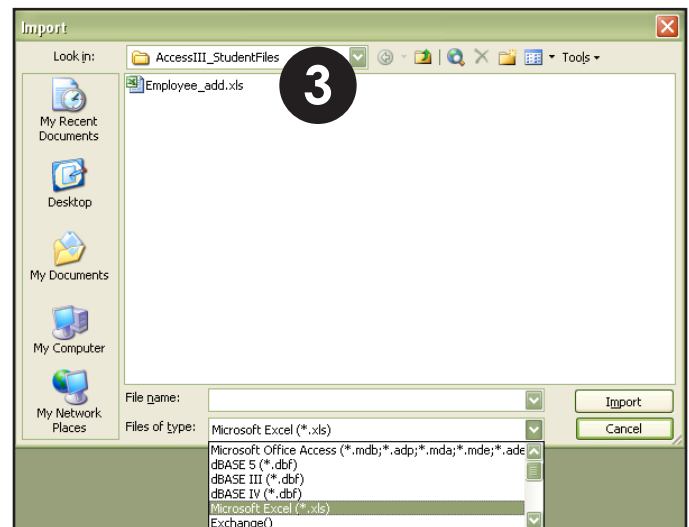 Import
Look in: AccessIII_StudentFiles Tools
3
Employee_add.xls
My Recent
Documents
Desktop
My Documents
My Computer
My Network
Places
File name: Import
Files of type: Microsoft Excel (*.xls) Cancel
Microsoft Office Access (*.mdb;*.adp;*.mda;*.mde;*.ade
dBASE 5 (*.dbf)
dBASE III (*.dbf)
dBASE IV (*.dbf)
Microsoft Excel (*.xls)
Exchange()